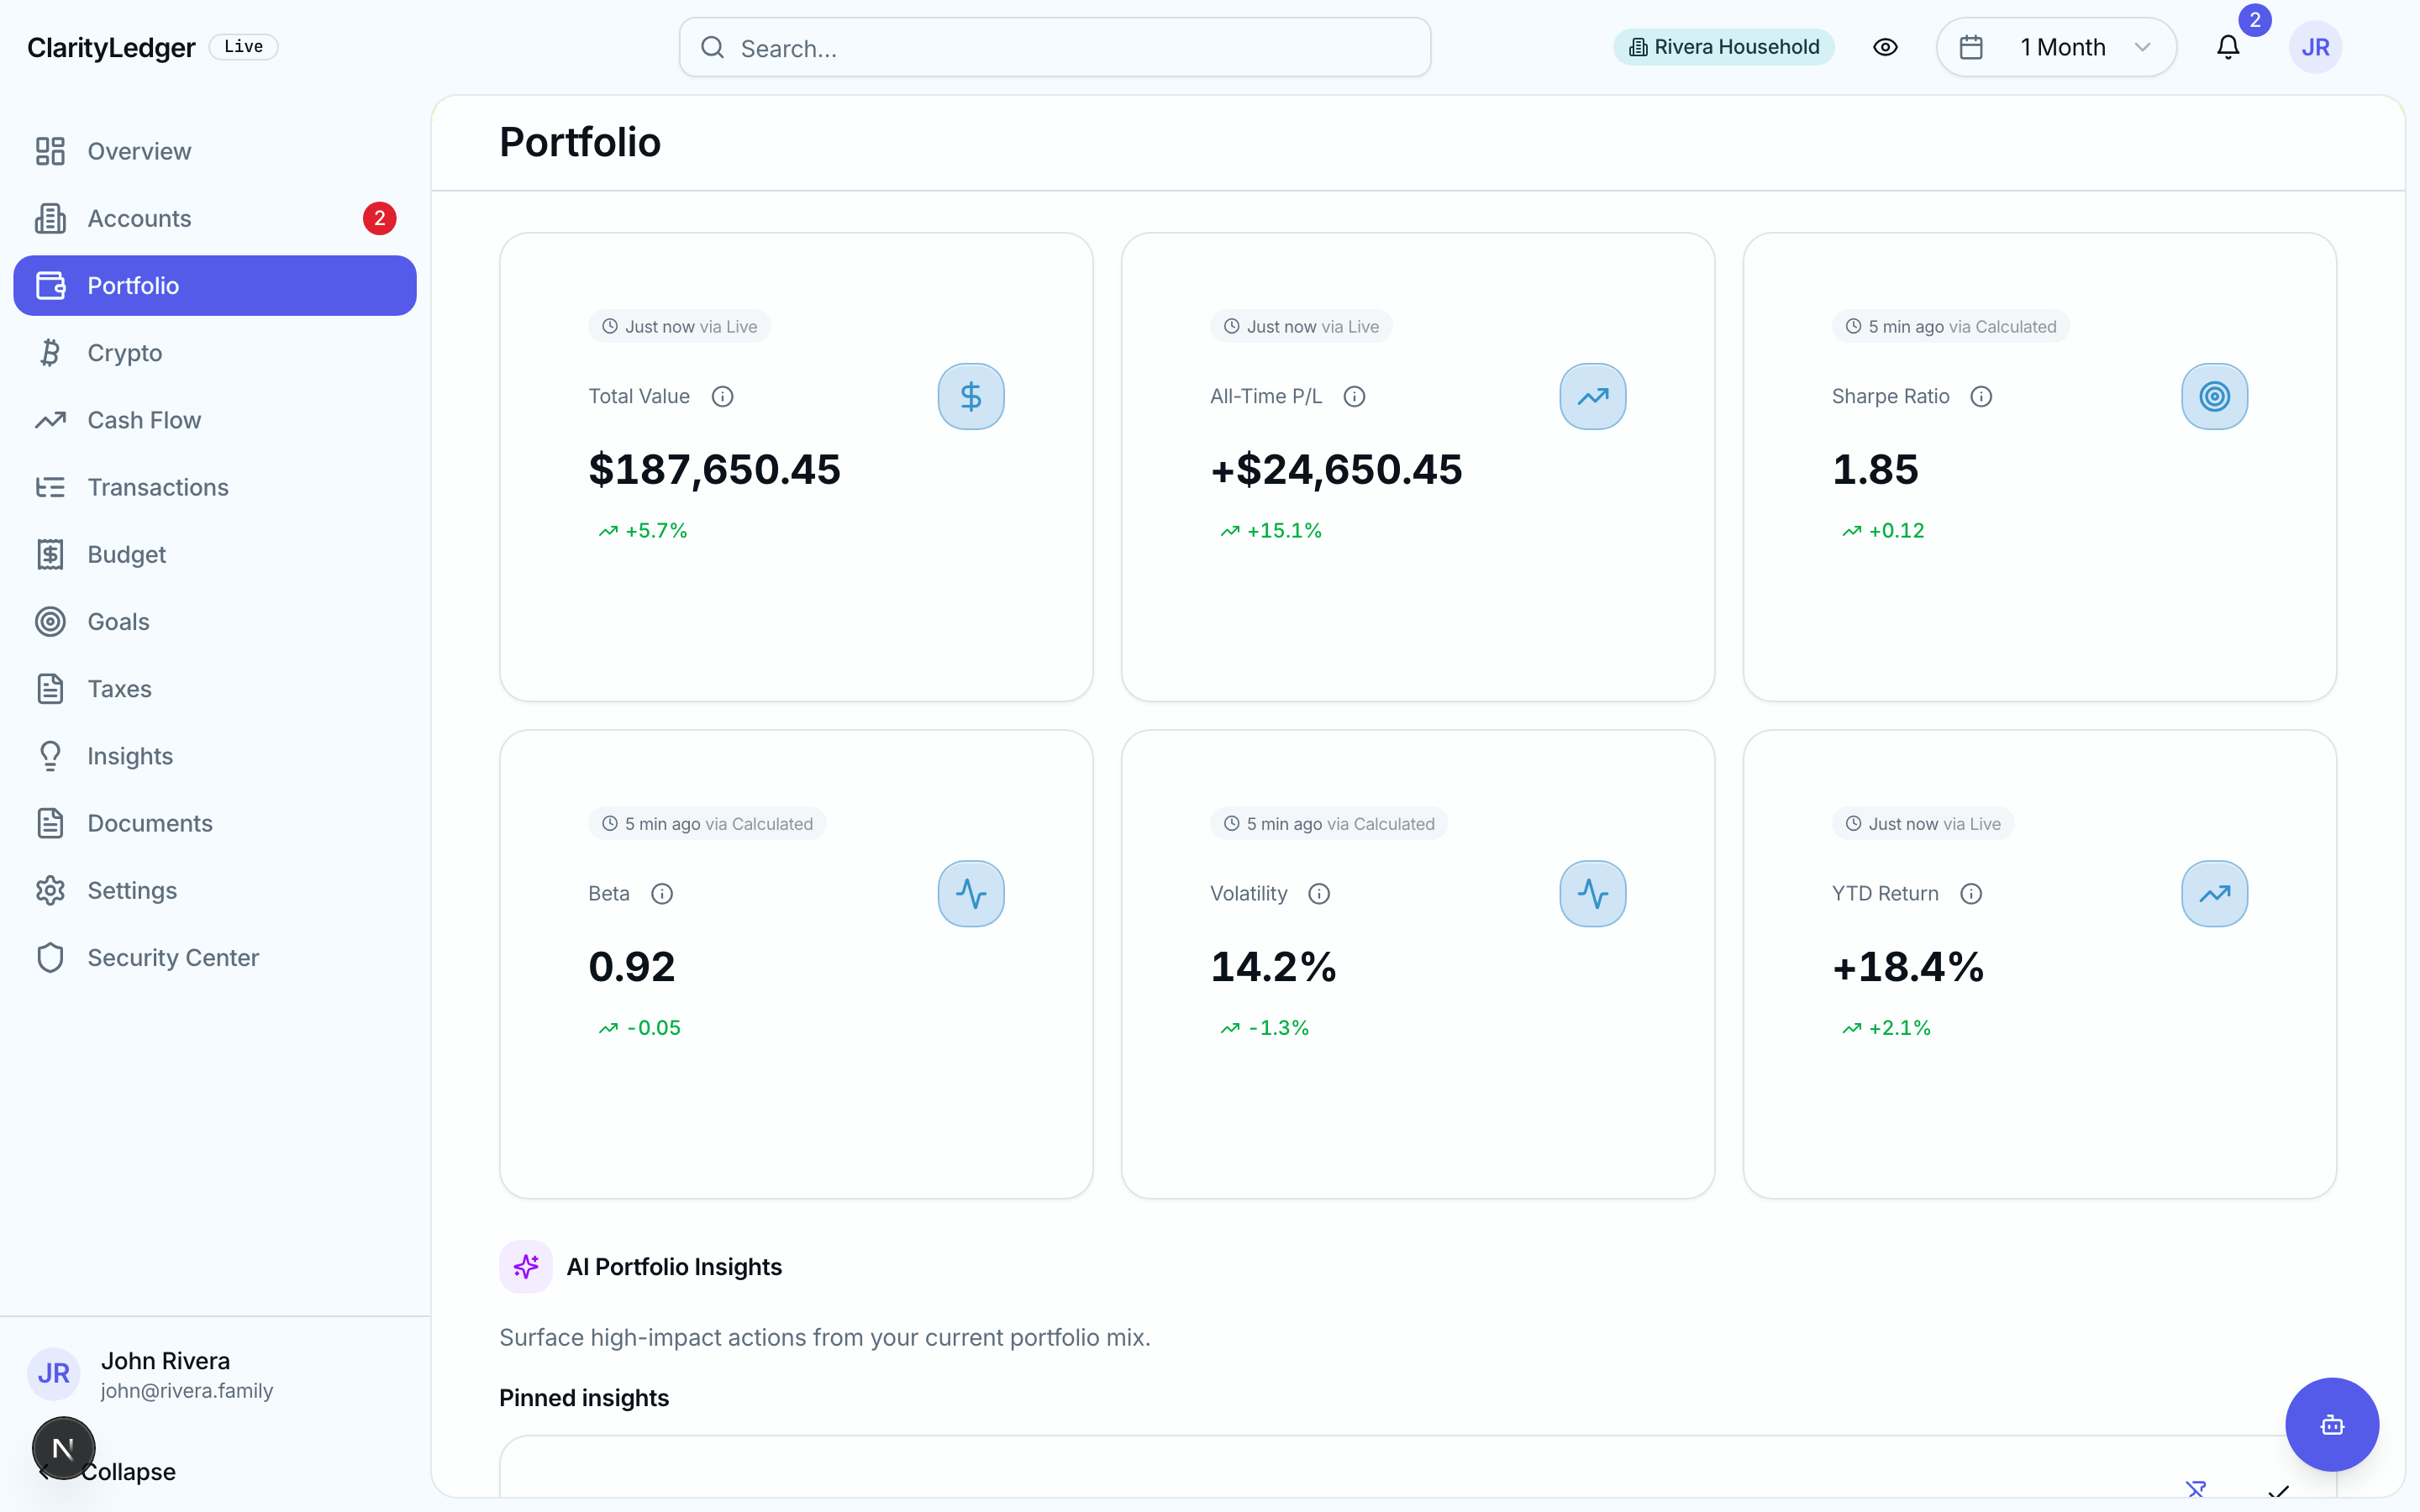 ClarityLedger Live
Search...
Rivera Household
1 Month
2
JR
Overview
Accounts 2
Portfolio
Crypto
Cash Flow
Transactions
Budget
Goals
Taxes
Insights
Documents
Settings
Security Center
John Rivera
john@rivera.family
JR
N
Collapse
Portfolio
Just now via Live
Total Value
$187,650.45
+5.7%
Just now via Live
All-Time P/L
+$24,650.45
+15.1%
5 min ago via Calculated
Sharpe Ratio
1.85
+0.12
5 min ago via Calculated
Beta
0.92
-0.05
5 min ago via Calculated
Volatility
14.2%
-1.3%
Just now via Live
YTD Return
+18.4%
+2.1%
AI Portfolio Insights
Surface high-impact actions from your current portfolio mix.
Pinned insights